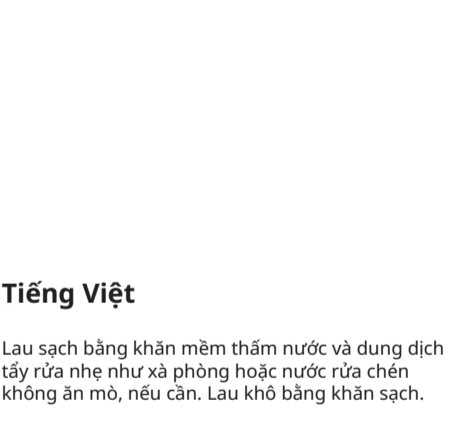 Tiếng Việt
Lau sạch bằng khăn mềm thấm nước và dung dịch
tẩy rửa nhẹ như xà phòng hoặc nước rửa chén
không ăn mò, nếu cần. Lau khô bằng khăn sạch.